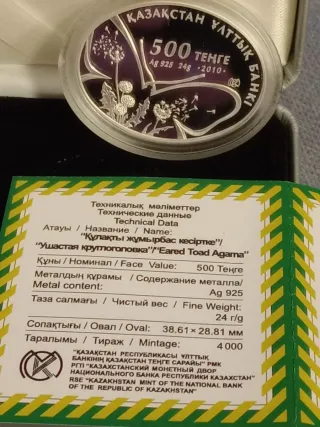 ҚАЗАҚСТАН ҰЛТТЫҚ БАНКІ
500 ТЕҢГЕ
Ag 925 24g ·2010·
Техникалық мәліметтер
Технические данные
Technical Data
Атауы / Название / Name:
"Құлақты жұмырбас кесіртке"/
"Ушастая круглоголовка"/"Eared Toad Agama"
Құны / Номинал / Face Value: 500 Теңге
Металдың құрамы / Содержание металла/
Metal content: Ag 925
Таза салмағы / Чистый вес / Fine Weight:
24 г/g
Сопақтығы / Овал / Oval: 38.61 × 28.81 мм
Таралымы / Тираж / Mintage: 4 000
"ҚАЗАҚСТАН РЕСПУБЛИКАСЫ ҰЛТТЫҚ
БАНКІНІҢ ҚАЗАҚСТАН ТЕҢГЕ САРАЙЫ" РМК
РГП "КАЗАХСТАНСКИЙ МОНЕТНЫЙ ДВОР
НАЦИОНАЛЬНОГО БАНКА РЕСПУБЛИКИ КАЗАХСТАН"
RSE "KAZAKHSTAN MINT OF THE NATIONAL BANK
OF THE REPUBLIC OF KAZAKHSTAN"